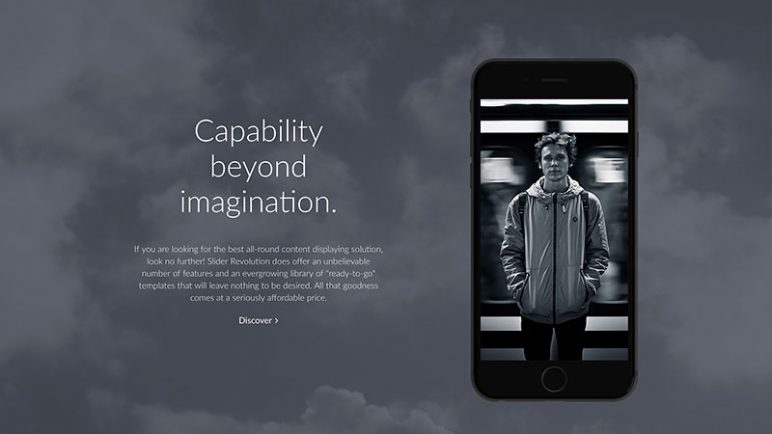 Capability
beyond
imagination.
If you are looking for the best all-round content displaying solution,
look no further! Slider Revolution does offer an unbelievable
number of features and an evergrowing library of "ready-to-go"
templates that will leave nothing to be desired. All that goodness
comes at a seriously affordable price.
Discover >